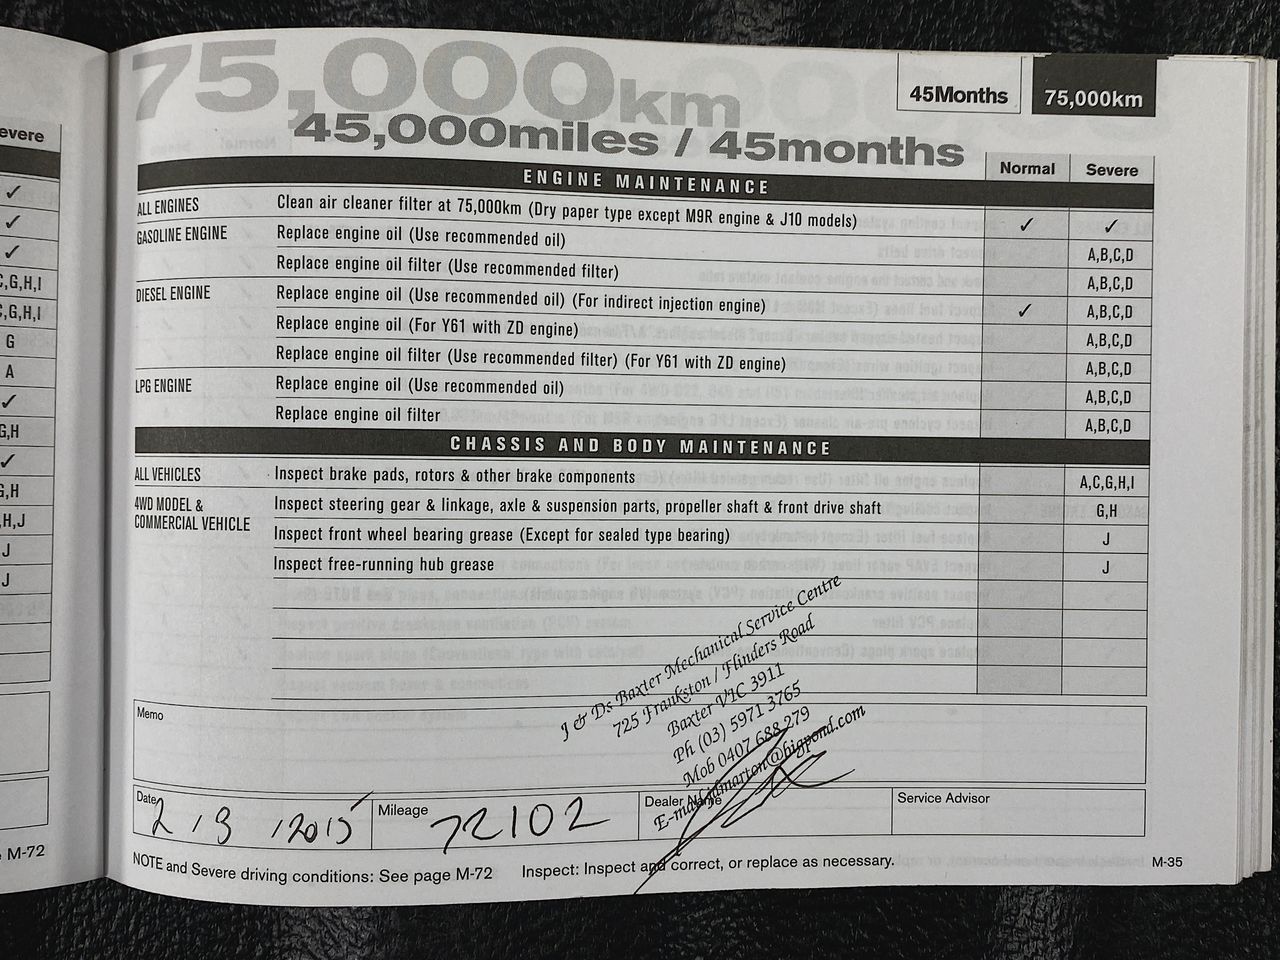 75,000km
45,000miles / 45months
45Months
75,000km
Normal
Severe
ENGINE MAINTENANCE
ALL ENGINES Clean air cleaner filter at 75,000km (Dry paper type except M9R engine & J10 models) ✓ ✓
GASOLINE ENGINE Replace engine oil (Use recommended oil) A,B,C,D
Replace engine oil filter (Use recommended filter) A,B,C,D
DIESEL ENGINE Replace engine oil (Use recommended oil) (For indirect injection engine) ✓ A,B,C,D
Replace engine oil (For Y61 with ZD engine) A,B,C,D
Replace engine oil filter (Use recommended filter) (For Y61 with ZD engine) A,B,C,D
LPG ENGINE Replace engine oil (Use recommended oil) A,B,C,D
Replace engine oil filter A,B,C,D
CHASSIS AND BODY MAINTENANCE
ALL VEHICLES Inspect brake pads, rotors & other brake components A,C,G,H,I
4WD MODEL & Inspect steering gear & linkage, axle & suspension parts, propeller shaft & front drive shaft G,H
COMMERCIAL VEHICLE
Inspect front wheel bearing grease (Except for sealed type bearing) J
Inspect free-running hub grease J
J & Ds Baxter Mechanical Service Centre
725 Frankston / Flinders Road
Baxter VIC 3911
Ph (03) 5971 3765
Mob 0407 688 279
Memo
Date 2/3/2015
Mileage 72102
Dealer Name
Service Advisor
NOTE and Severe driving conditions: See page M-72
Inspect: Inspect and correct, or replace as necessary.
M-35